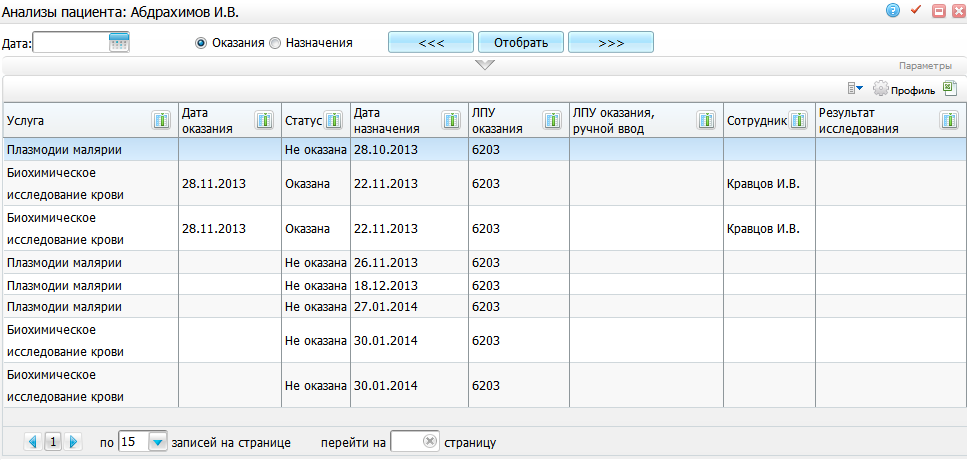 Анализы пациента: Абдрахимов И.В.
Дата: Оказания Назначения <<< Отобрать >>>
Параметры
Профиль
Услуга Дата оказания Статус Дата назначения ЛПУ оказания ЛПУ оказания, ручной ввод Сотрудник Результат исследования
Плазмодии малярии Не оказана 28.10.2013 6203
Биохимическое исследование крови 28.11.2013 Оказана 22.11.2013 6203 Кравцов И.В.
Биохимическое исследование крови 28.11.2013 Оказана 22.11.2013 6203 Кравцов И.В.
Плазмодии малярии Не оказана 26.11.2013 6203
Плазмодии малярии Не оказана 18.12.2013 6203
Плазмодии малярии Не оказана 27.01.2014 6203
Биохимическое исследование крови Не оказана 30.01.2014 6203
Биохимическое исследование крови Не оказана 30.01.2014 6203
1 по 15 записей на странице перейти на страницу